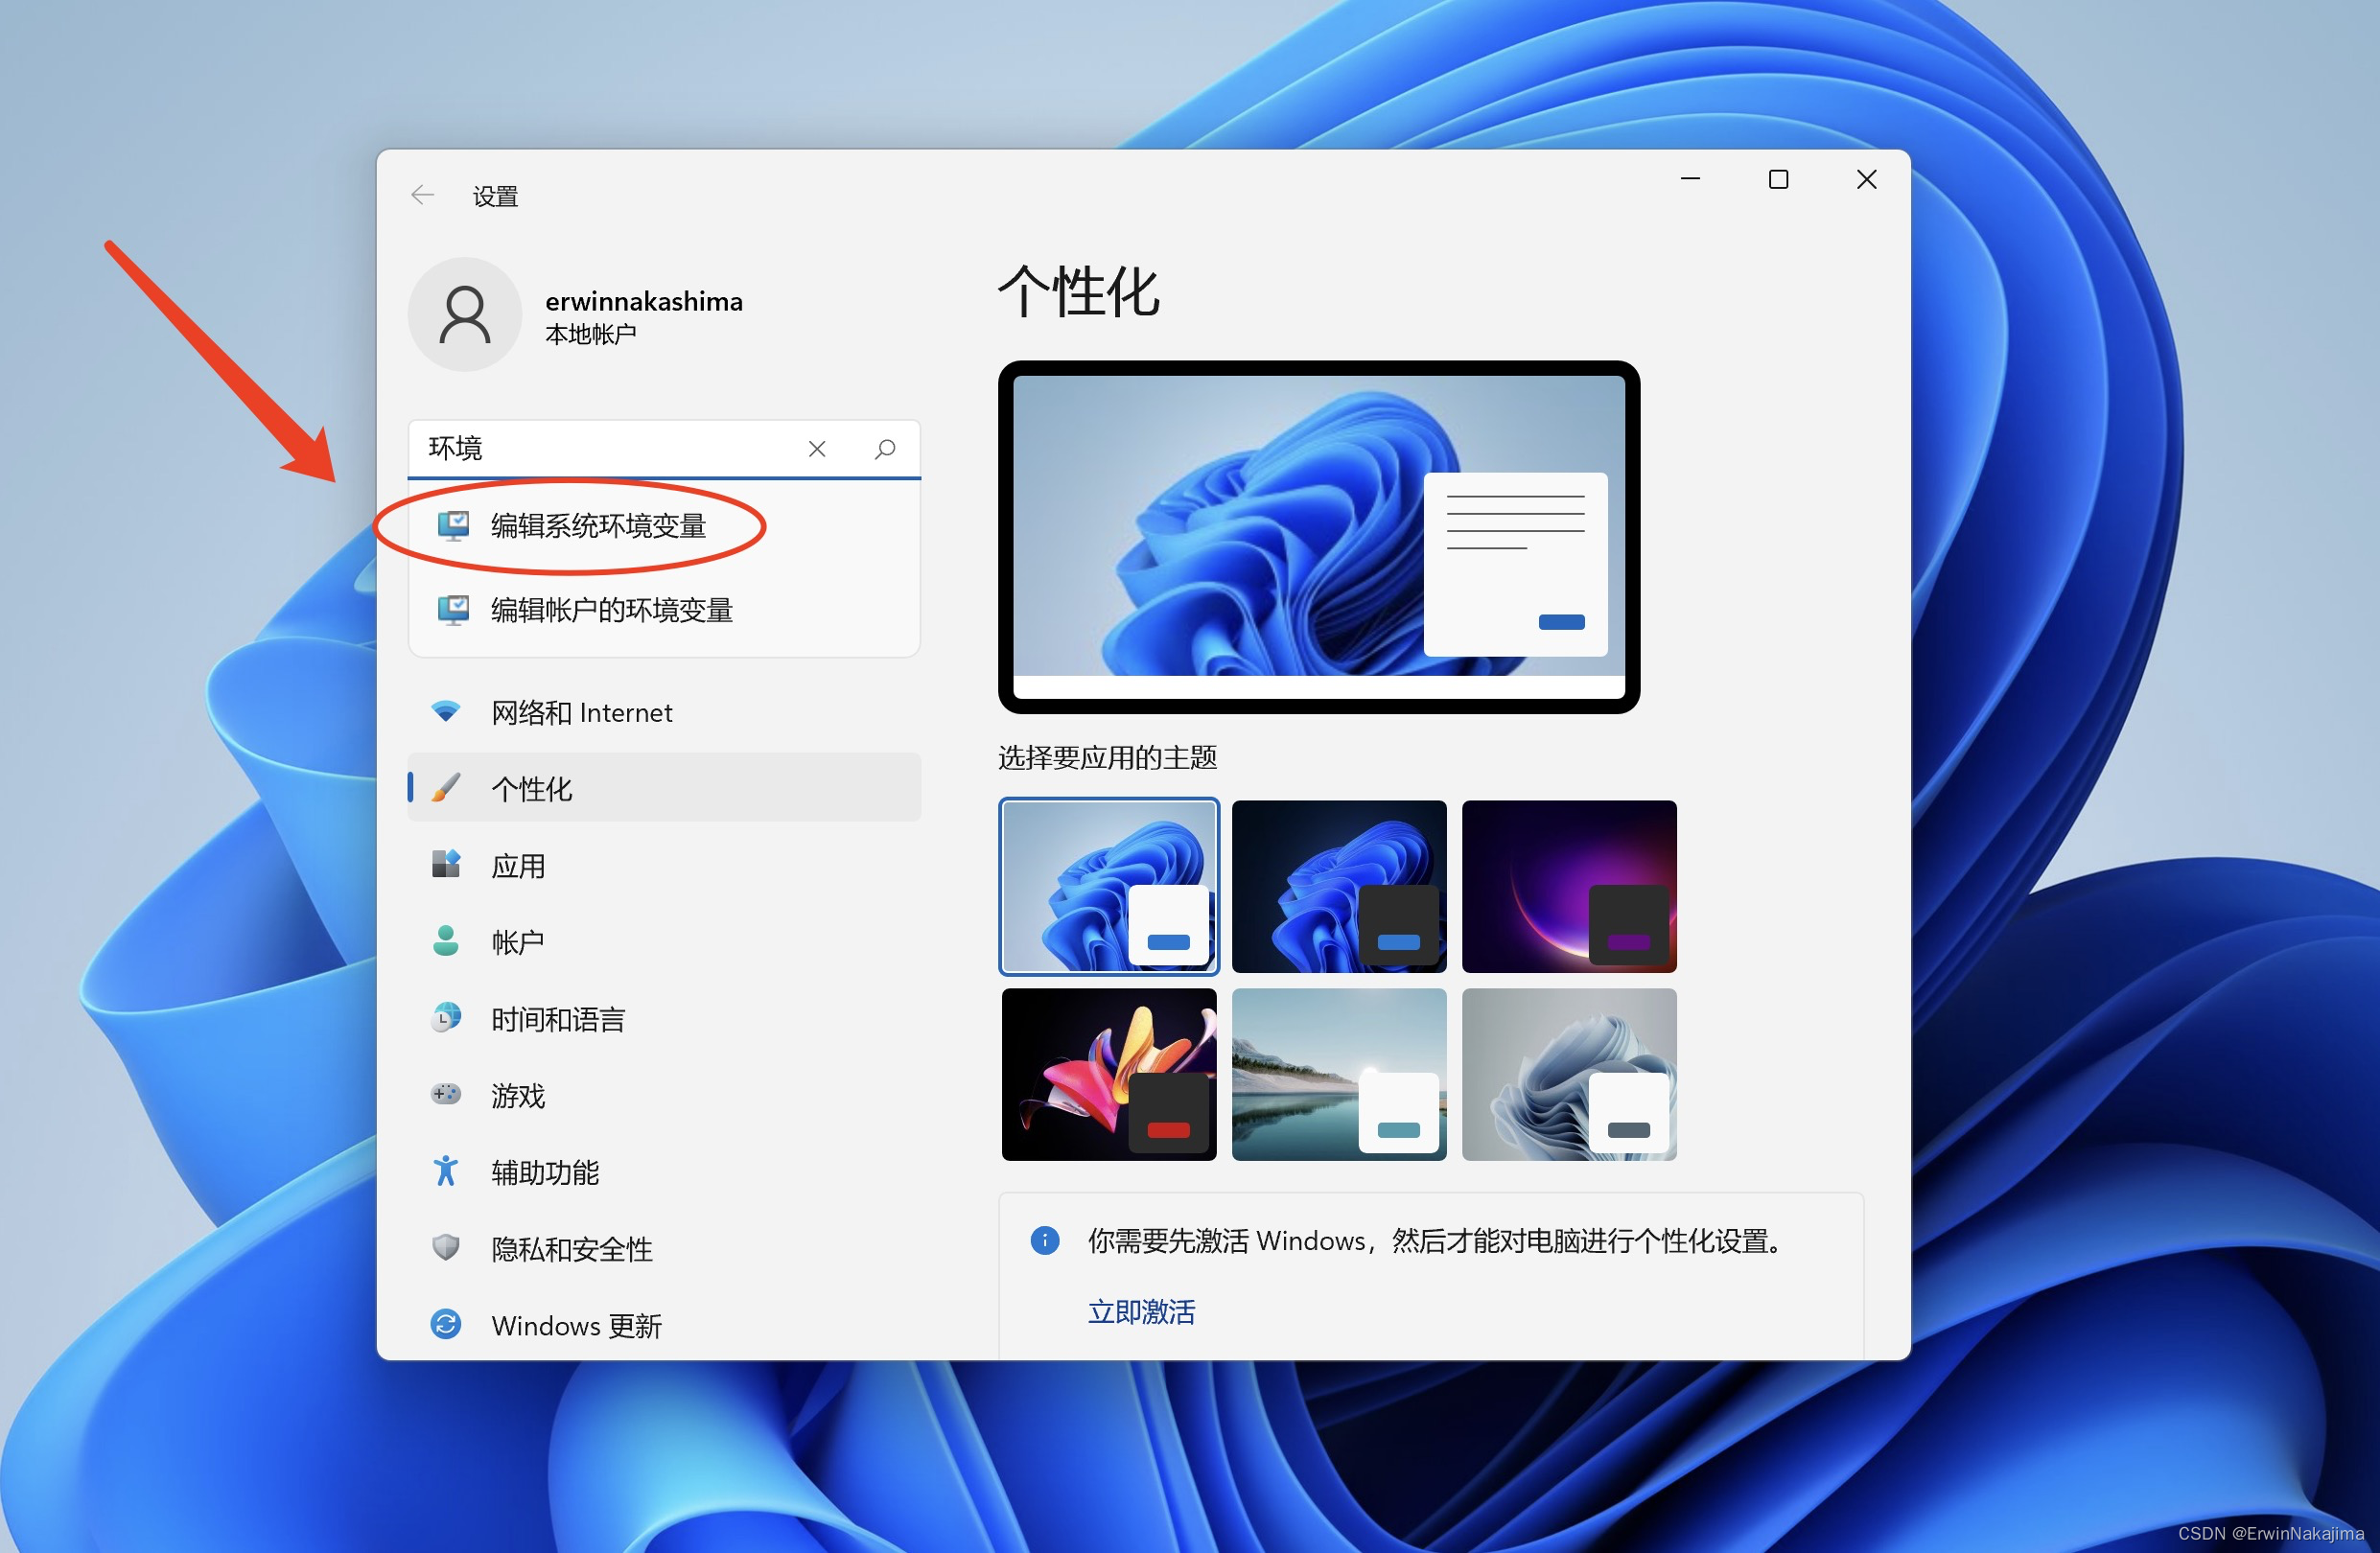 设置
erwinnakashima
本地帐户
环境
编辑系统环境变量
编辑帐户的环境变量
网络和 Internet
个性化
应用
帐户
时间和语言
游戏
辅助功能
隐私和安全性
Windows 更新
个性化
选择要应用的主题
你需要先激活 Windows，然后才能对电脑进行个性化设置。
立即激活
CSDN @ErwinNakajima